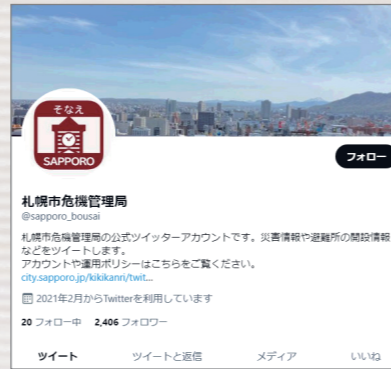 そなえ
SAPPORO
フォロー
札幌市危機管理局
@sapporo_bousai
札幌市危機管理局の公式ツイッターアカウントです。災害情報や避難所の開設情報
などをツイートします。
アカウントや運用ポリシーはこちらをご覧ください。
city.sapporo.jp/kikikanri/twit...
2021年2月からTwitterを利用しています
20 フォロー中 2,406 フォロワー
ツイート ツイートと返信 メディア いいね